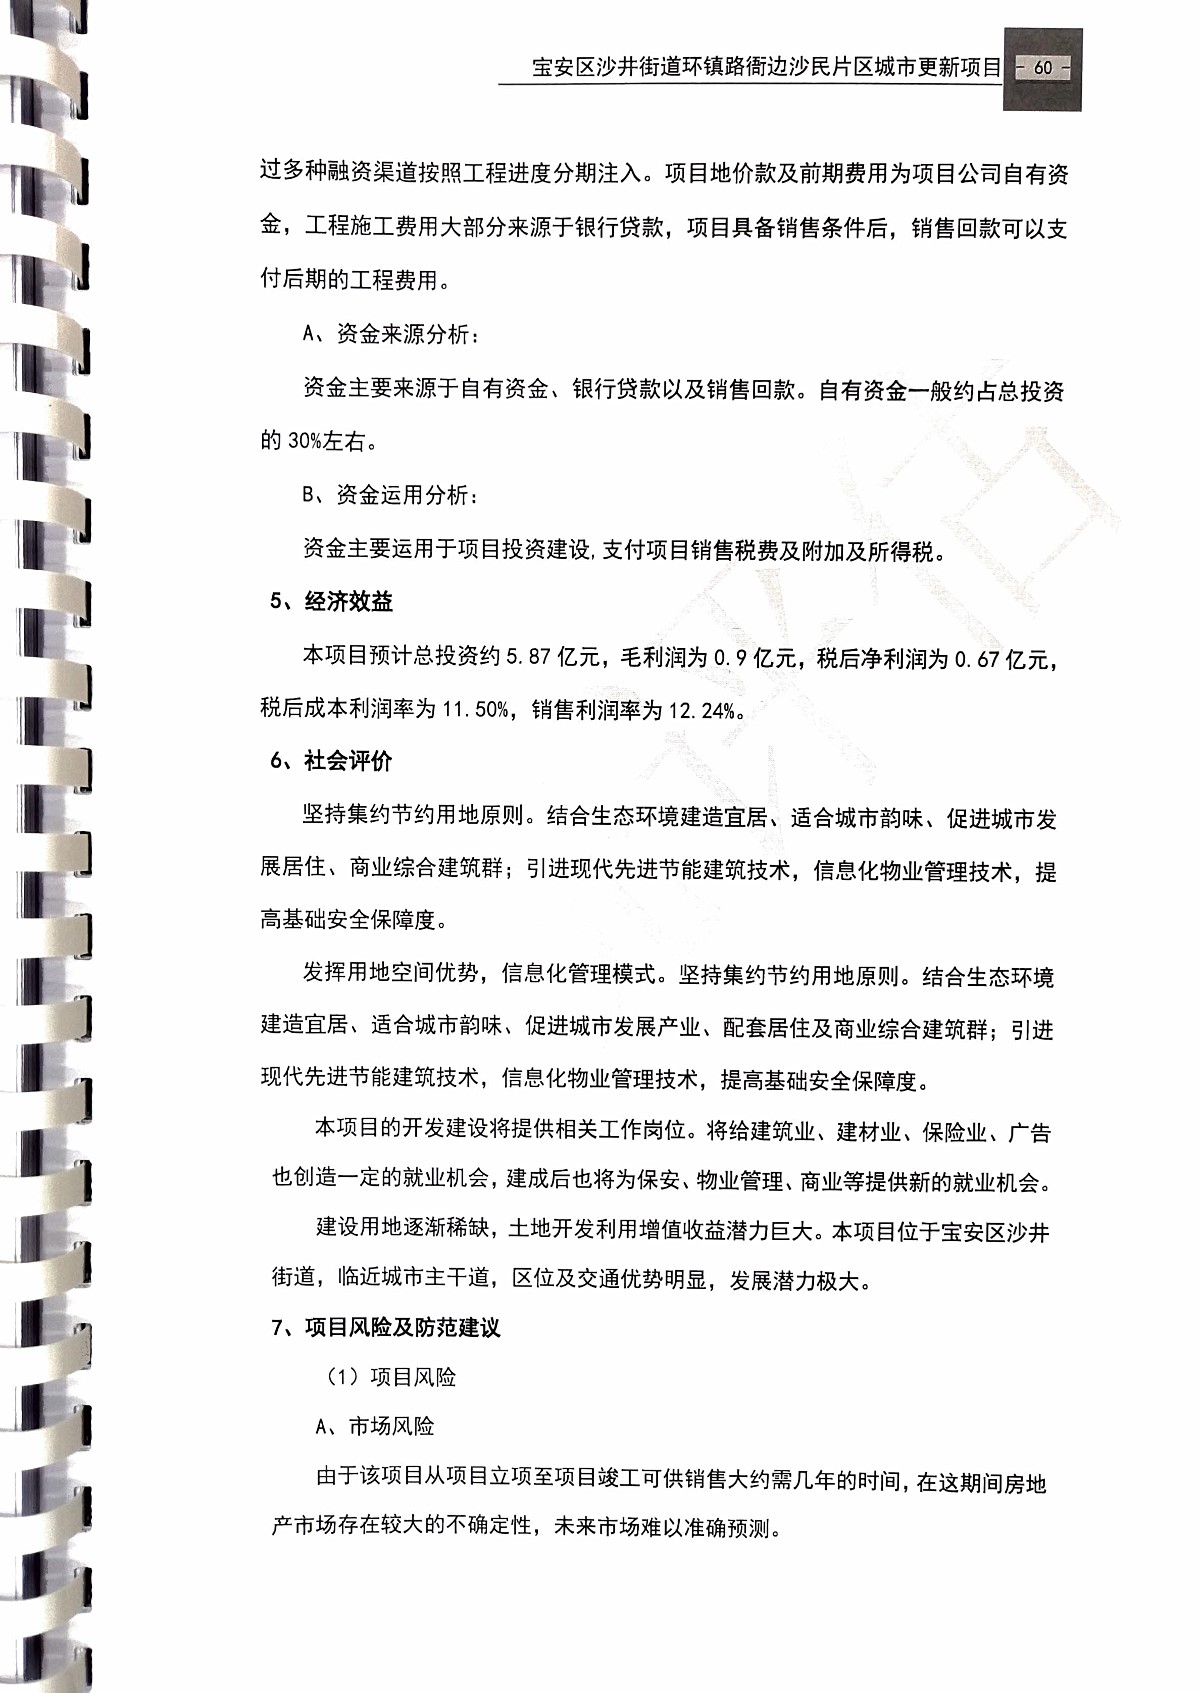 宝安区沙井街道环镇路衙边沙民片区城市更新项目
- 60 -
过多种融资渠道按照工程进度分期注入。项目地价款及前期费用为项目公司自有资
金，工程施工费用大部分来源于银行贷款，项目具备销售条件后，销售回款可以支
付后期的工程费用。
A、资金来源分析：
资金主要来源于自有资金、银行贷款以及销售回款。自有资金一般约占总投资
的 30%左右。
B、资金运用分析：
资金主要运用于项目投资建设,支付项目销售税费及附加及所得税。
5、经济效益
本项目预计总投资约 5.87 亿元，毛利润为 0.9 亿元，税后净利润为 0.67 亿元，
税后成本利润率为 11.50%，销售利润率为 12.24%。
6、社会评价
坚持集约节约用地原则。结合生态环境建造宜居、适合城市韵味、促进城市发
展居住、商业综合建筑群；引进现代先进节能建筑技术，信息化物业管理技术，提
高基础安全保障度。
发挥用地空间优势，信息化管理模式。坚持集约节约用地原则。结合生态环境
建造宜居、适合城市韵味、促进城市发展产业、配套居住及商业综合建筑群；引进
现代先进节能建筑技术，信息化物业管理技术，提高基础安全保障度。
本项目的开发建设将提供相关工作岗位。将给建筑业、建材业、保险业、广告
也创造一定的就业机会，建成后也将为保安、物业管理、商业等提供新的就业机会。
建设用地逐渐稀缺，土地开发利用增值收益潜力巨大。本项目位于宝安区沙井
街道，临近城市主干道，区位及交通优势明显，发展潜力极大。
7、项目风险及防范建议
（1）项目风险
A、市场风险
由于该项目从项目立项至项目竣工可供销售大约需几年的时间，在这期间房地
产市场存在较大的不确定性，未来市场难以准确预测。